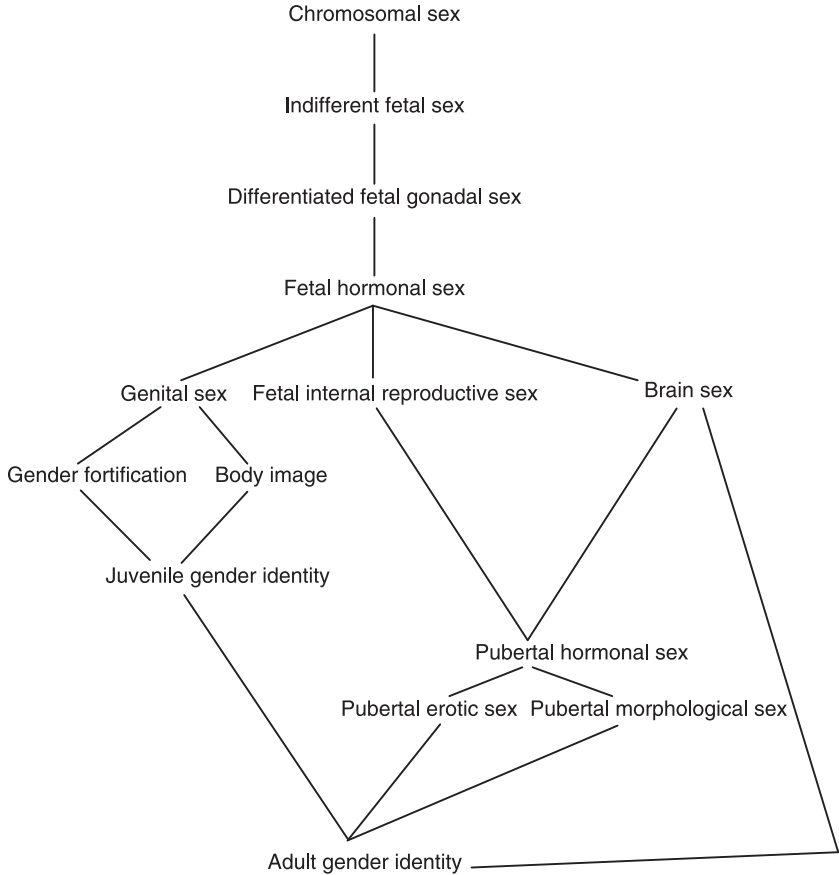 Chromosomal sex
Indifferent fetal sex
Differentiated fetal gonadal sex
Fetal hormonal sex
Genital sex
Fetal internal reproductive sex
Brain sex
Gender fortification
Body image
Juvenile gender identity
Pubertal hormonal sex
Pubertal erotic sex
Pubertal morphological sex
Adult gender identity